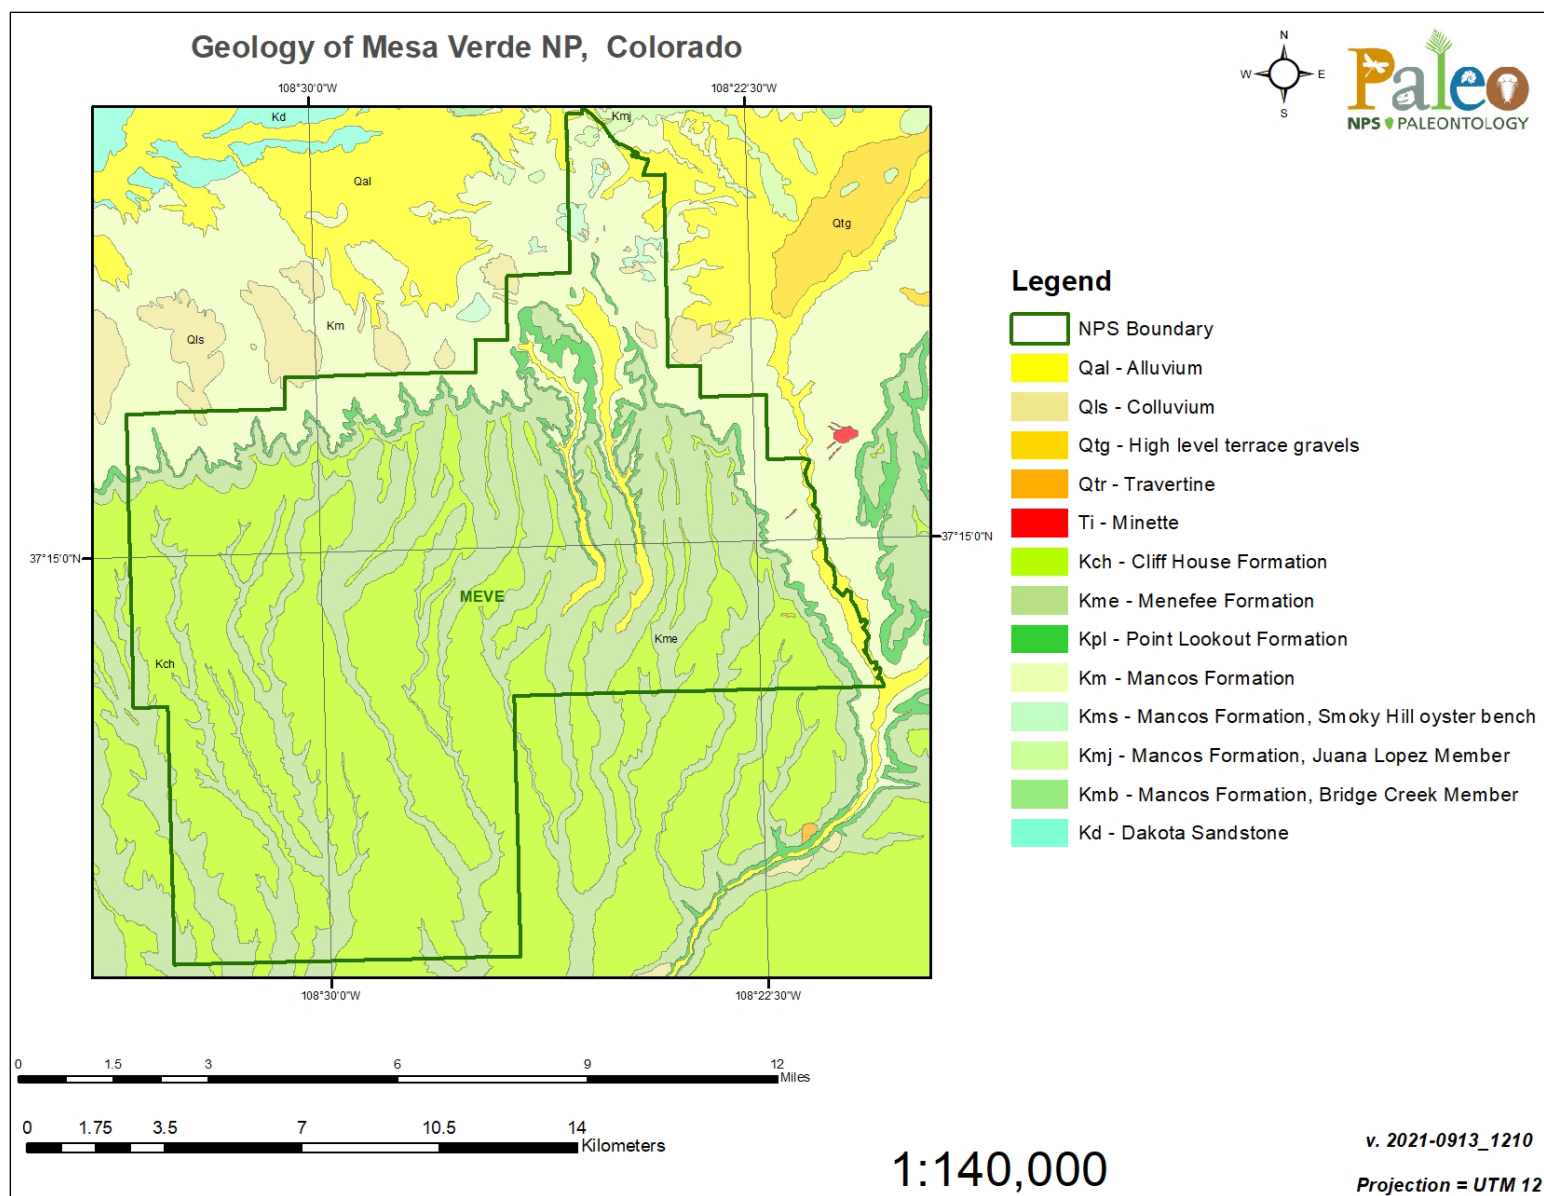 Geology of Mesa Verde NP, Colorado
N
W E
S
Paleo
NPS PALEONTOLOGY
108°30'0"W 108°22'30"W
Kd
Kmj
Qal
Qtg
Km
Qls
37°15'0"N 37°15'0"N
MEVE
Kme
Kch
108°30'0"W 108°22'30"W
Legend
NPS Boundary
Qal - Alluvium
Qls - Colluvium
Qtg - High level terrace gravels
Qtr - Travertine
Ti - Minette
Kch - Cliff House Formation
Kme - Menefee Formation
Kpl - Point Lookout Formation
Km - Mancos Formation
Kms - Mancos Formation, Smoky Hill oyster bench
Kmj - Mancos Formation, Juana Lopez Member
Kmb - Mancos Formation, Bridge Creek Member
Kd - Dakota Sandstone
0 1.5 3 6 9 12
Miles
0 1.75 3.5 7 10.5 14
Kilometers
1:140,000
v. 2021-0913_1210
Projection = UTM 12